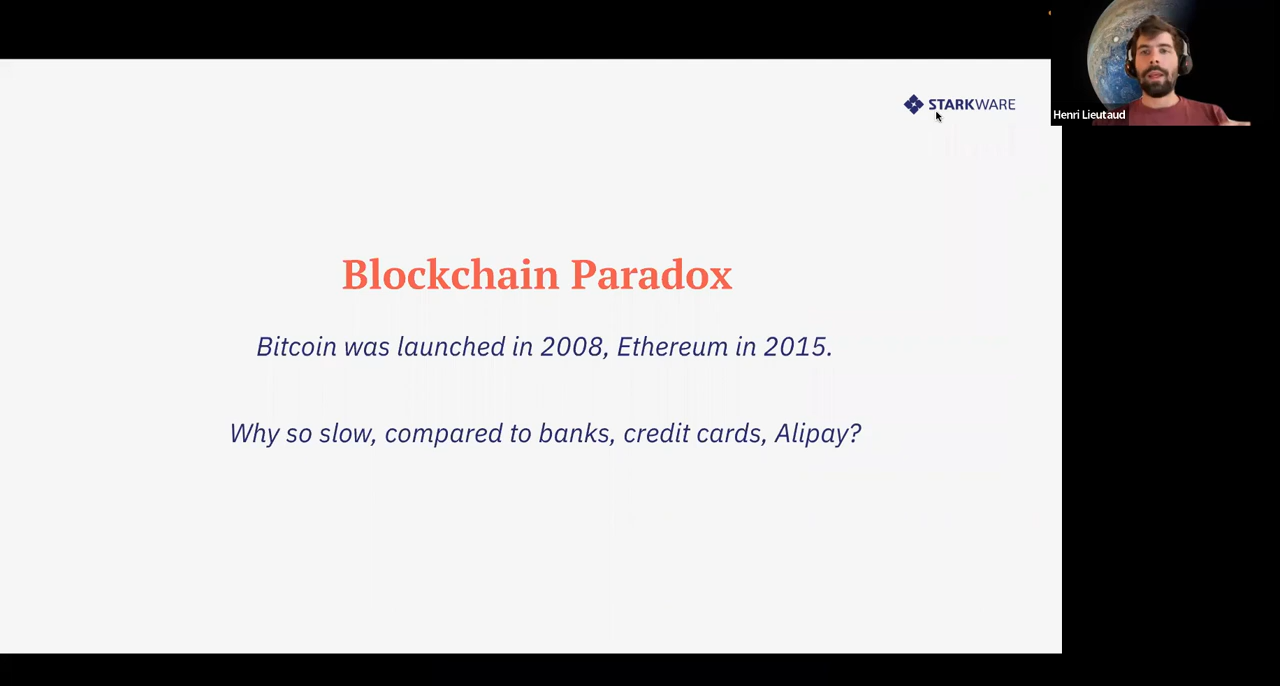 STARKWARE
Henri Lieutaud
Blockchain Paradox
Bitcoin was launched in 2008, Ethereum in 2015.
Why so slow, compared to banks, credit cards, Alipay?